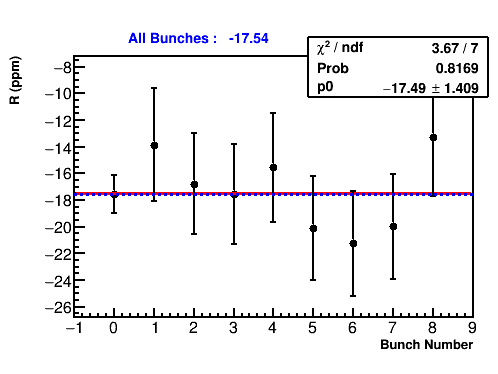 All Bunches :   -17.54
χ² / ndf 3.67 / 7
Prob 0.8169
p0 −17.49 ± 1.409
R (ppm)
−8
−10
−12
−14
−16
−18
−20
−22
−24
−26
−1 0 1 2 3 4 5 6 7 8 9
Bunch Number